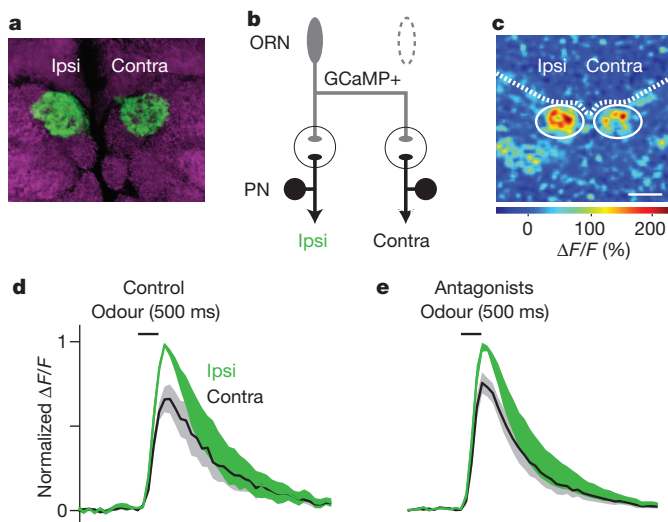 a
Ipsi Contra
b
ORN
GCaMP+
PN
Ipsi Contra
c
Ipsi Contra
0 100 200
ΔF/F (%)
d
Control
Odour (500 ms)
1
0
Normalized ΔF/F
Ipsi
Contra
e
Antagonists
Odour (500 ms)